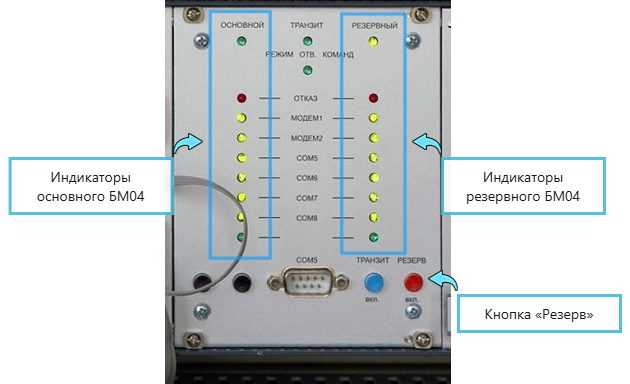 ОСНОВНОЙ ТРАНЗИТ РЕЗЕРВНЫЙ
РЕЖИМ ОТВ. КОМАНД
ОТКАЗ
МОДЕМ1
МОДЕМ2
COM5
COM6
COM7
COM8
Индикаторы
основного БМ04
Индикаторы
резервного БМ04
COM5 ТРАНЗИТ РЕЗЕРВ
ВКЛ. ВКЛ.
Кнопка «Резерв»